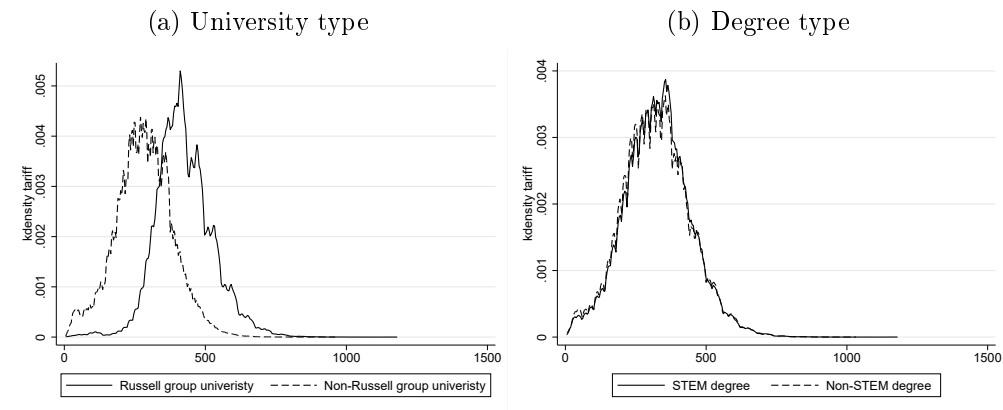 (a) University type
(b) Degree type
kdensity tariff
.005
.004
.003
.002
.001
0
0
500
1000
1500
Russell group univeristy
Non-Russell group univeristy
kdensity tariff
.004
.003
.002
.001
0
0
500
1000
1500
STEM degree
Non-STEM degree